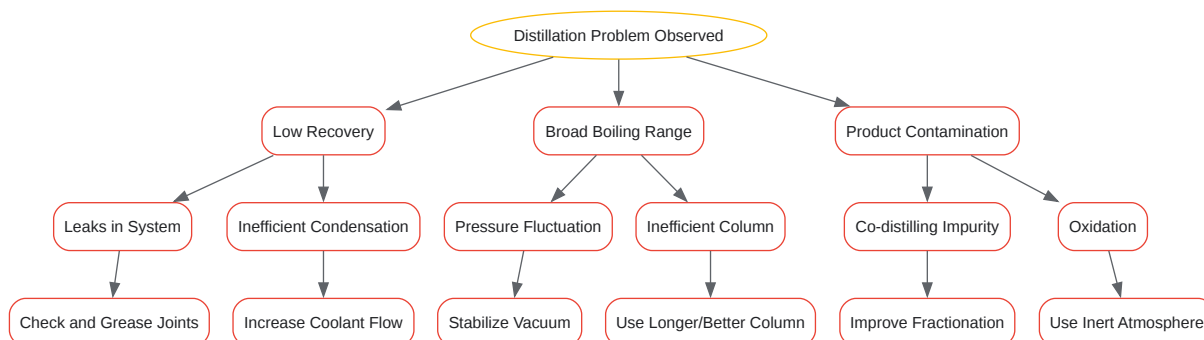 Distillation Problem Observed
Low Recovery
Broad Boiling Range
Product Contamination
Leaks in System
Inefficient Condensation
Pressure Fluctuation
Inefficient Column
Co-distilling Impurity
Oxidation
Check and Grease Joints
Increase Coolant Flow
Stabilize Vacuum
Use Longer/Better Column
Improve Fractionation
Use Inert Atmosphere